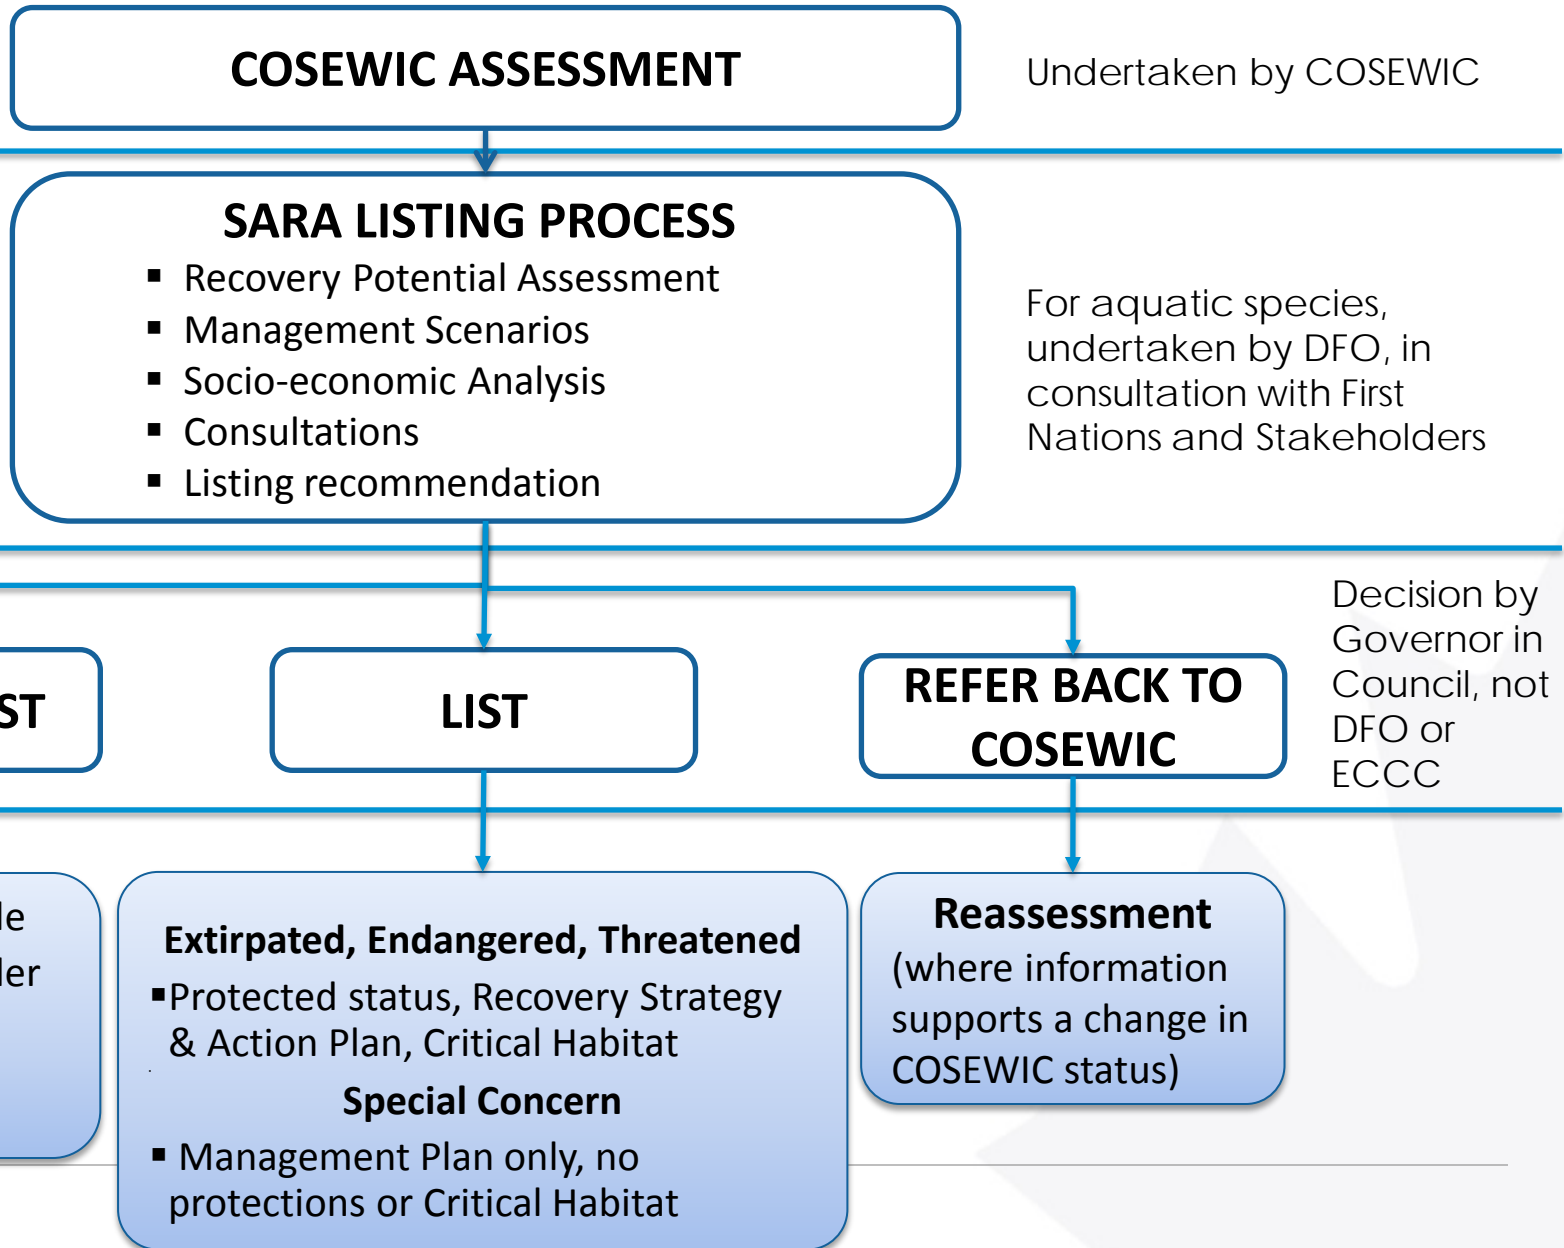 COSEWIC ASSESSMENT
Undertaken by COSEWIC
SARA LISTING PROCESS
▪ Recovery Potential Assessment
▪ Management Scenarios
▪ Socio-economic Analysis
▪ Consultations
▪ Listing recommendation
For aquatic species,
undertaken by DFO, in
consultation with First
Nations and Stakeholders
ST
LIST
REFER BACK TO
COSEWIC
Decision by
Governor in
Council, not
DFO or
ECCC
Extirpated, Endangered, Threatened
▪Protected status, Recovery Strategy
& Action Plan, Critical Habitat
Special Concern
▪ Management Plan only, no
protections or Critical Habitat
Reassessment
(where information
supports a change in
COSEWIC status)